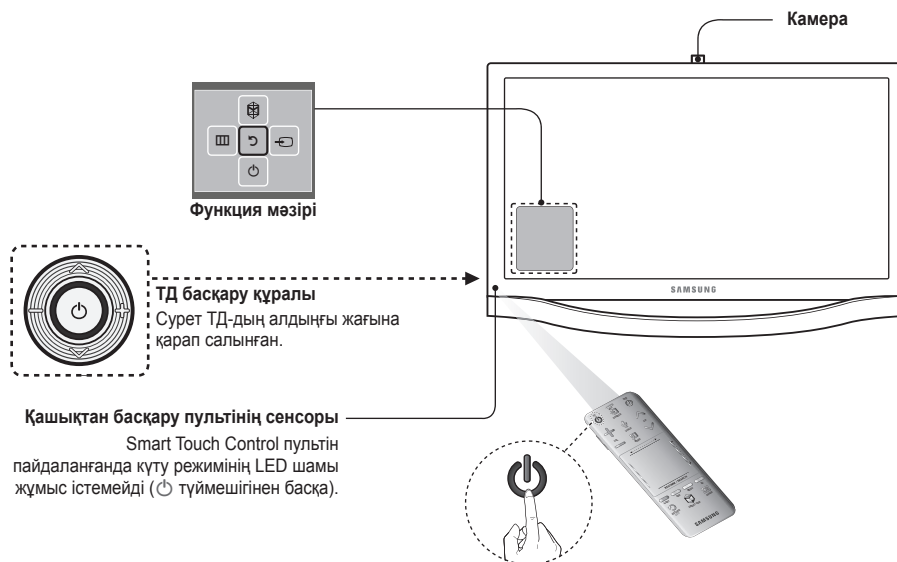 Камера
Функция мәзірі
SAMSUNG
ТД басқару құралы
Сурет ТД-дың алдыңғы жағына
қарап салынған.
Қашықтан басқару пультінің сенсоры
Smart Touch Control пультін
пайдаланғанда күту режимінің LED шамы
жұмыс істемейді (⏻ түймешігінен басқа).
SAMSUNG